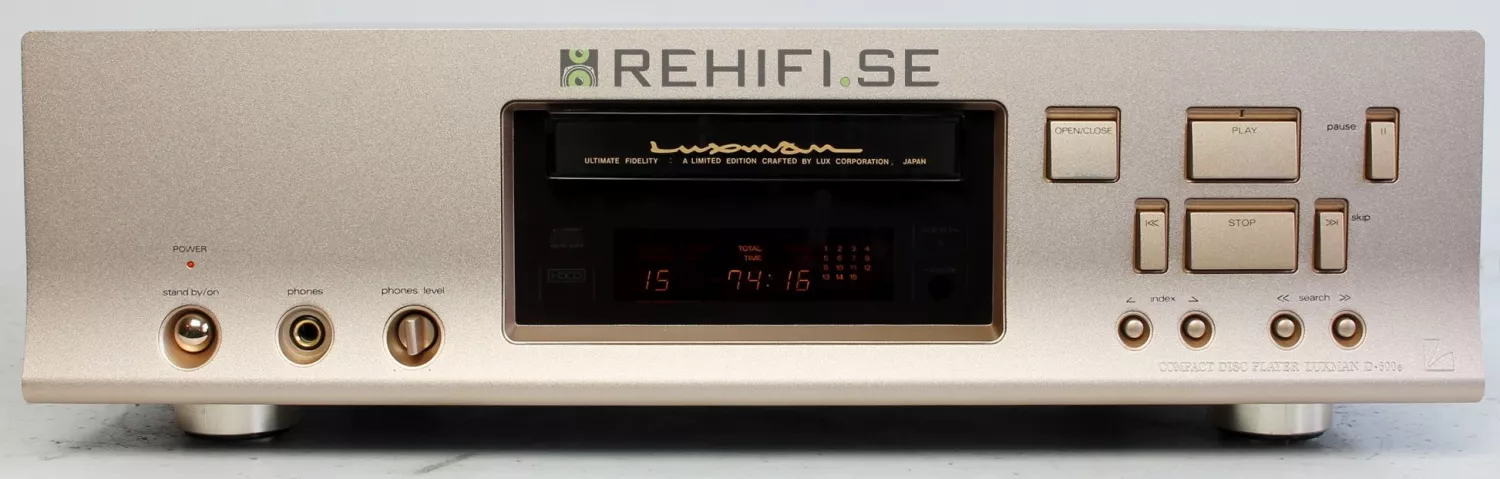 REHIFI.SE
Luxman
ULTIMATE FIDELITY : A LIMITED EDITION CRAFTED BY LUX CORPORATION, JAPAN
OPEN/CLOSE
PLAY
pause
STOP
skip
POWER
stand by/on
phones
phones level
HDCD
TOTAL
TIME
15 74:16
1 2 3 4
5 6 7 8
9 10 11 12
13 14 15
index
search
COMPACT DISC PLAYER LUXMAN